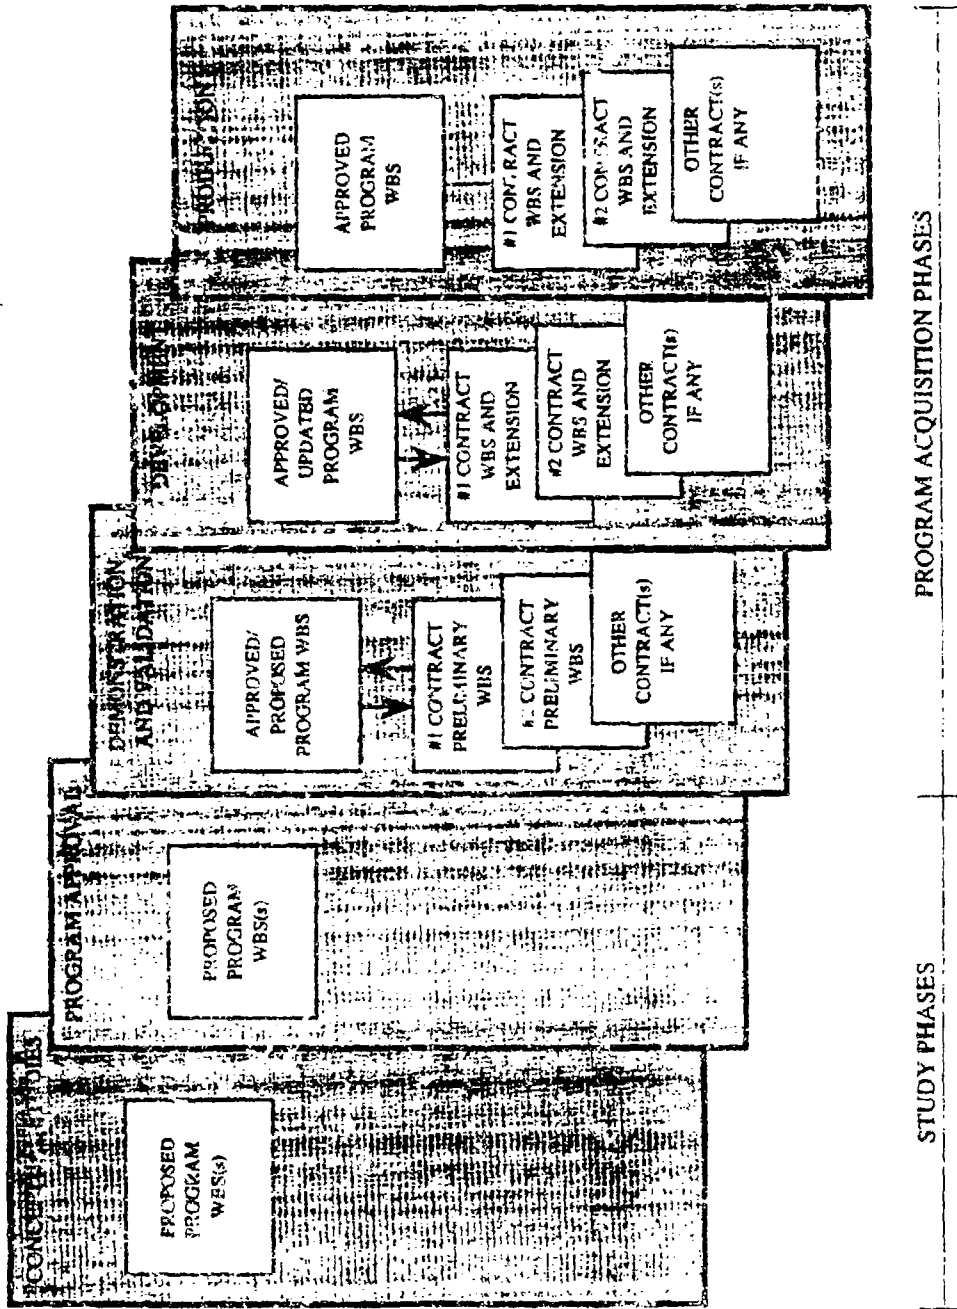 CONCEPT STUDIES
PROPOSED
PROGRAM
WBS(s)
PROGRAM APPROVAL
PROPOSED
PROGRAM
WBS(s)
DEMONSTRATION
AND VALIDATION
APPROVED/
PROPOSED
PROGRAM WBS
#1 CONTRACT
PRELIMINARY
WBS
CONTRACT
PRELIMINARY
WBS
OTHER
CONTRACT(s)
IF ANY
DEVELOPMENT
APPROVED/
UPDATED
PROGRAM
WBS
#1 CONTRACT
WBS AND
EXTENSION
#2 CONTRACT
WBS AND
EXTENSION
OTHER
CONTRACT(s)
IF ANY
PRODUCTION
APPROVED
PROGRAM
WBS
#1 CONTRACT
WBS AND
EXTENSION
#2 CONTRACT
WBS AND
EXTENSION
OTHER
CONTRACT(s)
IF ANY
STUDY PHASES
PROGRAM ACQUISITION PHASES